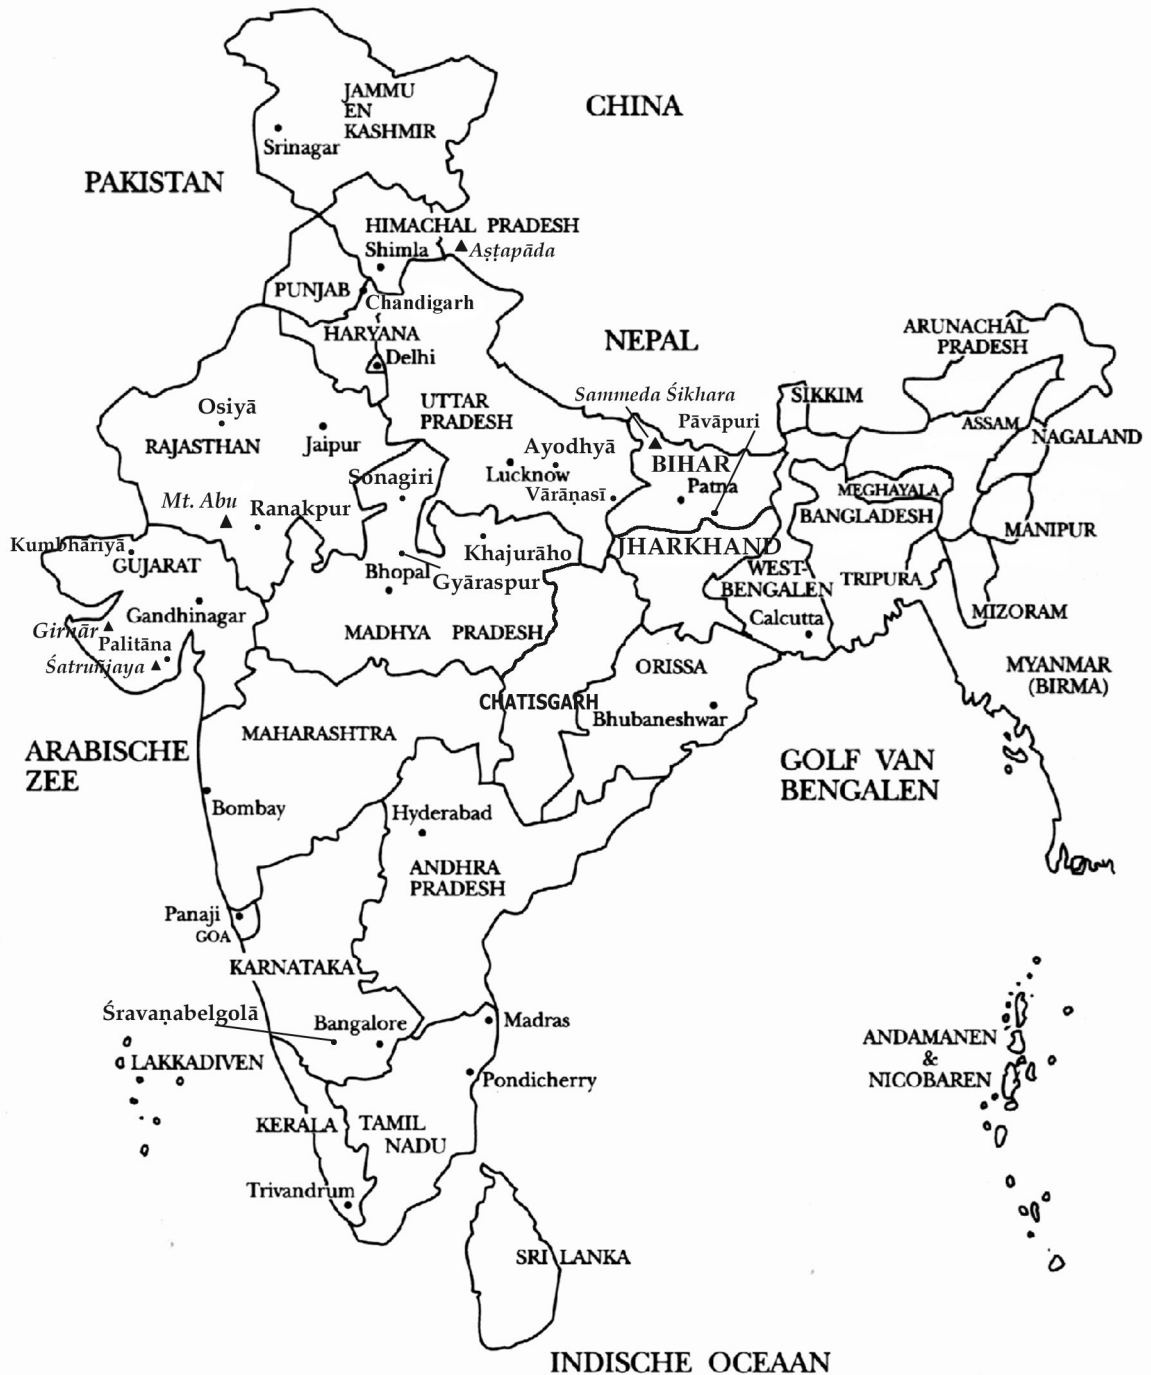 JAMMU
EN
KASHMIR
CHINA
Srinagar
PAKISTAN
HIMACHAL PRADESH
Shimla
Aṣṭapāda
PUNJAB
Chandigarh
HARYANA
Delhi
NEPAL
ARUNACHAL
PRADESH
UTTAR
PRADESH
Sammeda Śikhara
SIKKIM
Osiyā
Pāvāpuri
ASSAM
NAGALAND
RAJASTHAN
Jaipur
Ayodhyā
Lucknow
BIHAR
Sonagiri
Vārāṇasī
Patna
MEGHAYALA
Mt. Abu
Ranakpur
BANGLADESH
MANIPUR
Kumbhāriyā
GUJARAT
Khajurāho
JHARKHAND
Bhopal
Gyāraspur
WEST-
BENGALEN
TRIPURA
Gandhinagar
Calcutta
MIZORAM
Girnār
Palitāna
MADHYA PRADESH
Śatruñjaya
ORISSA
MYANMAR
(BIRMA)
CHATISGARH
Bhubaneshwar
MAHARASHTRA
ARABISCHE
ZEE
GOLF VAN
BENGALEN
Bombay
Hyderabad
ANDHRA
PRADESH
Panaji
GOA
KARNATAKA
Śravaṇabelgolā
Bangalore
Madras
LAKKADIVEN
ANDAMANEN
&
NICOBAREN
Pondicherry
KERALA
TAMIL
NADU
Trivandrum
SRI LANKA
INDISCHE OCEAAN